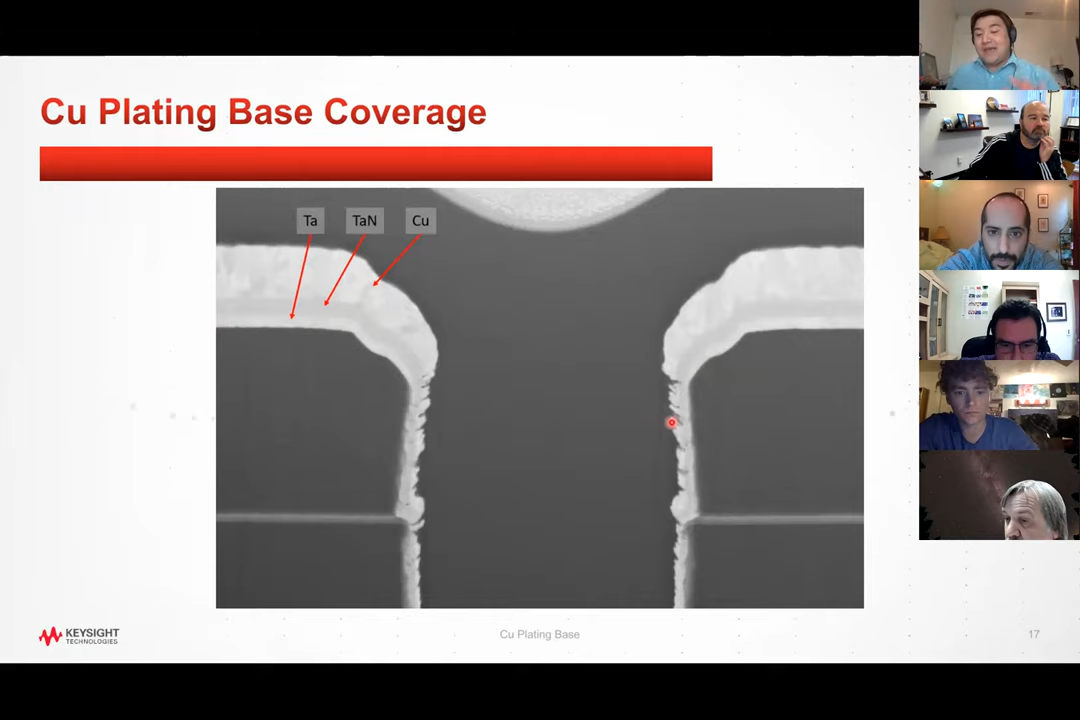 Cu Plating Base Coverage
Ta
TaN
Cu
KEYSIGHT
TECHNOLOGIES
Cu Plating Base
17